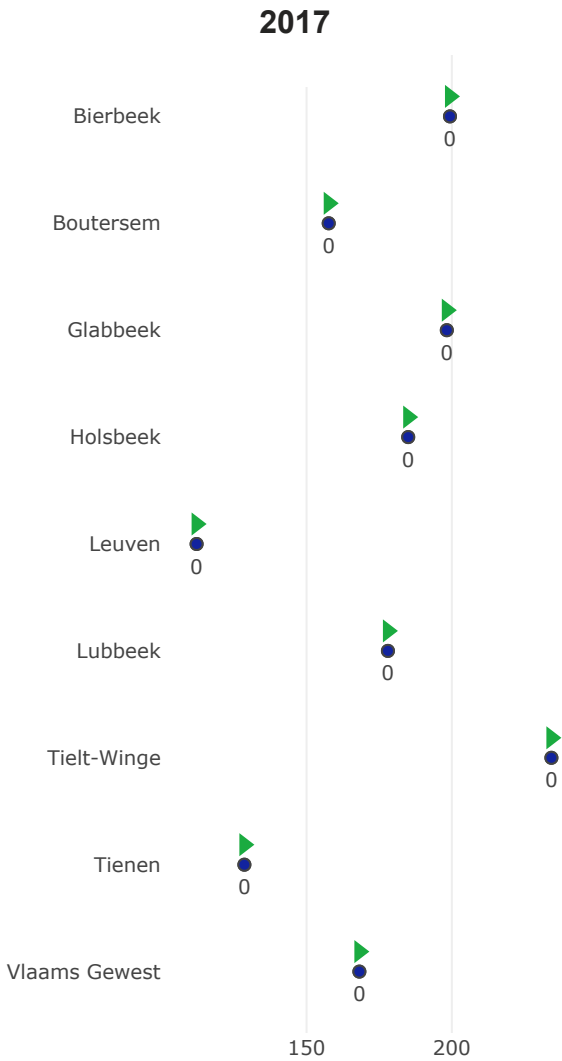 2017
Bierbeek
0
Boutersem
0
Glabbeek
0
Holsbeek
0
Leuven
0
Lubbeek
0
Tielt-Winge
0
Tienen
0
Vlaams Gewest
0
150 200